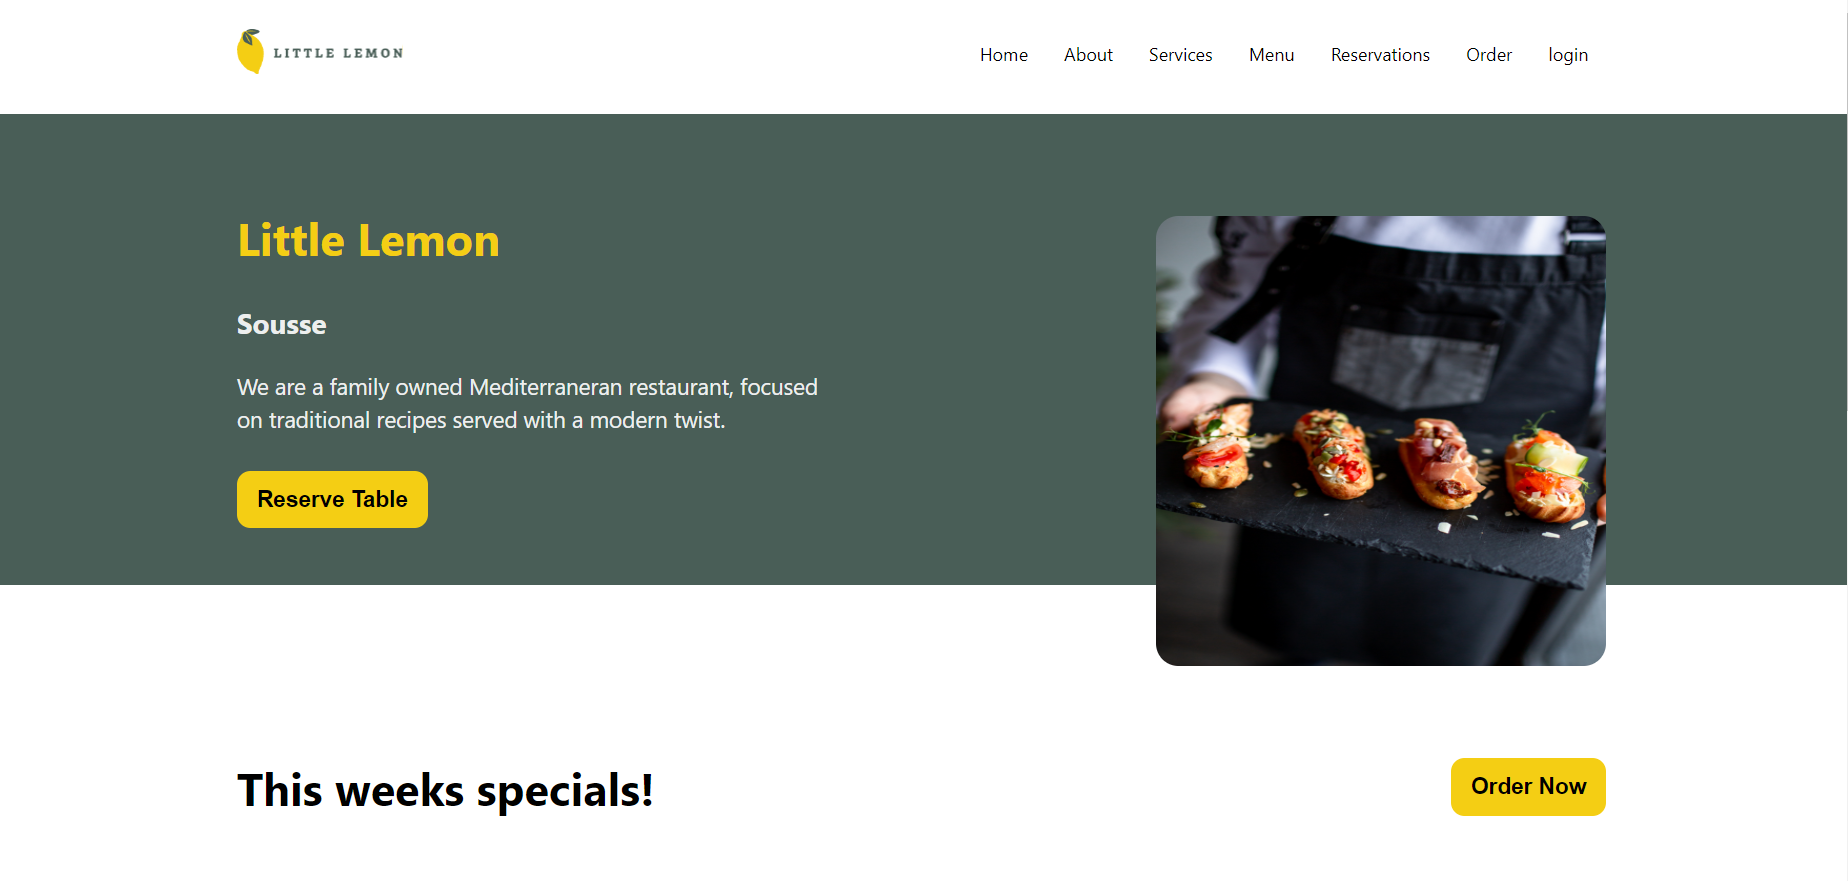 LITTLE LEMON
Home About Services Menu Reservations Order login
Little Lemon
Sousse
We are a family owned Mediterraneran restaurant, focused
on traditional recipes served with a modern twist.
Reserve Table
This weeks specials!
Order Now